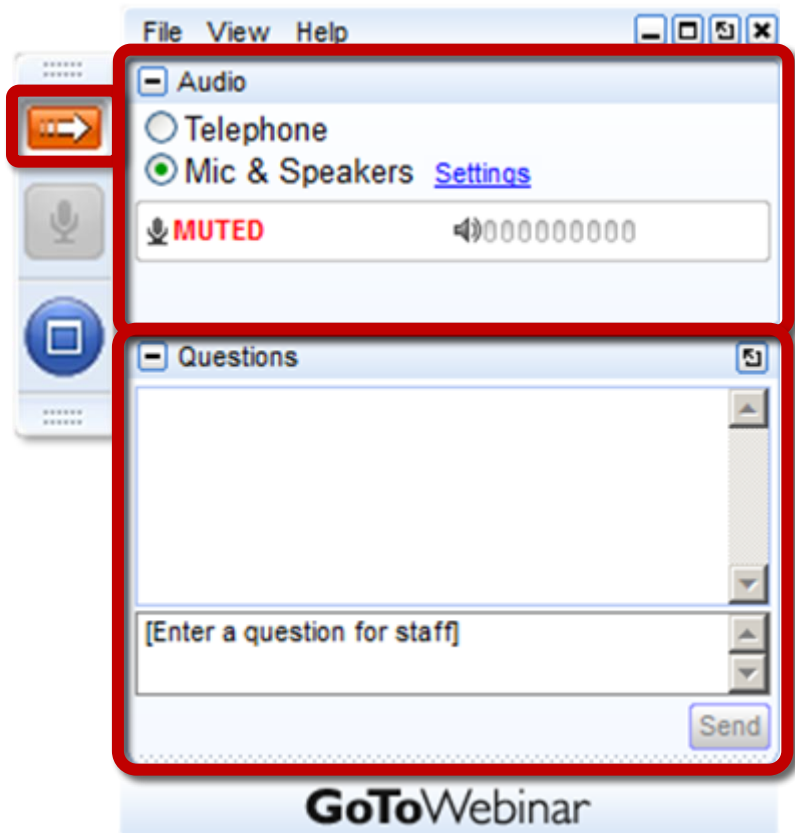 File View Help
Audio
Telephone
Mic & Speakers Settings
MUTED 000000000
Questions
[Enter a question for staff]
Send
GoToWebinar